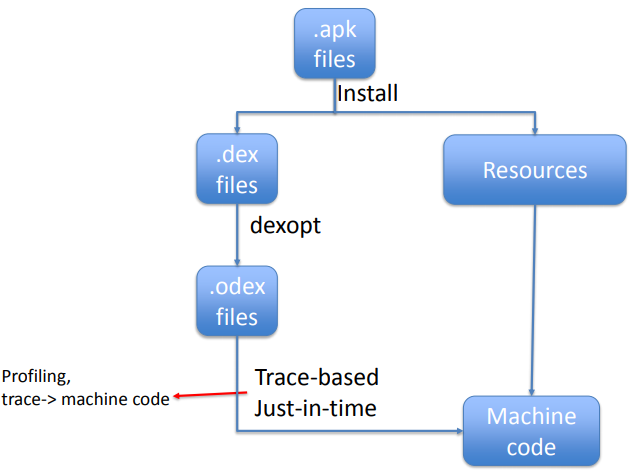 .apk
files
Install
.dex
files
Resources
dexopt
.odex
files
Profiling,
trace-> machine code
Trace-based
Just-in-time
Machine
code